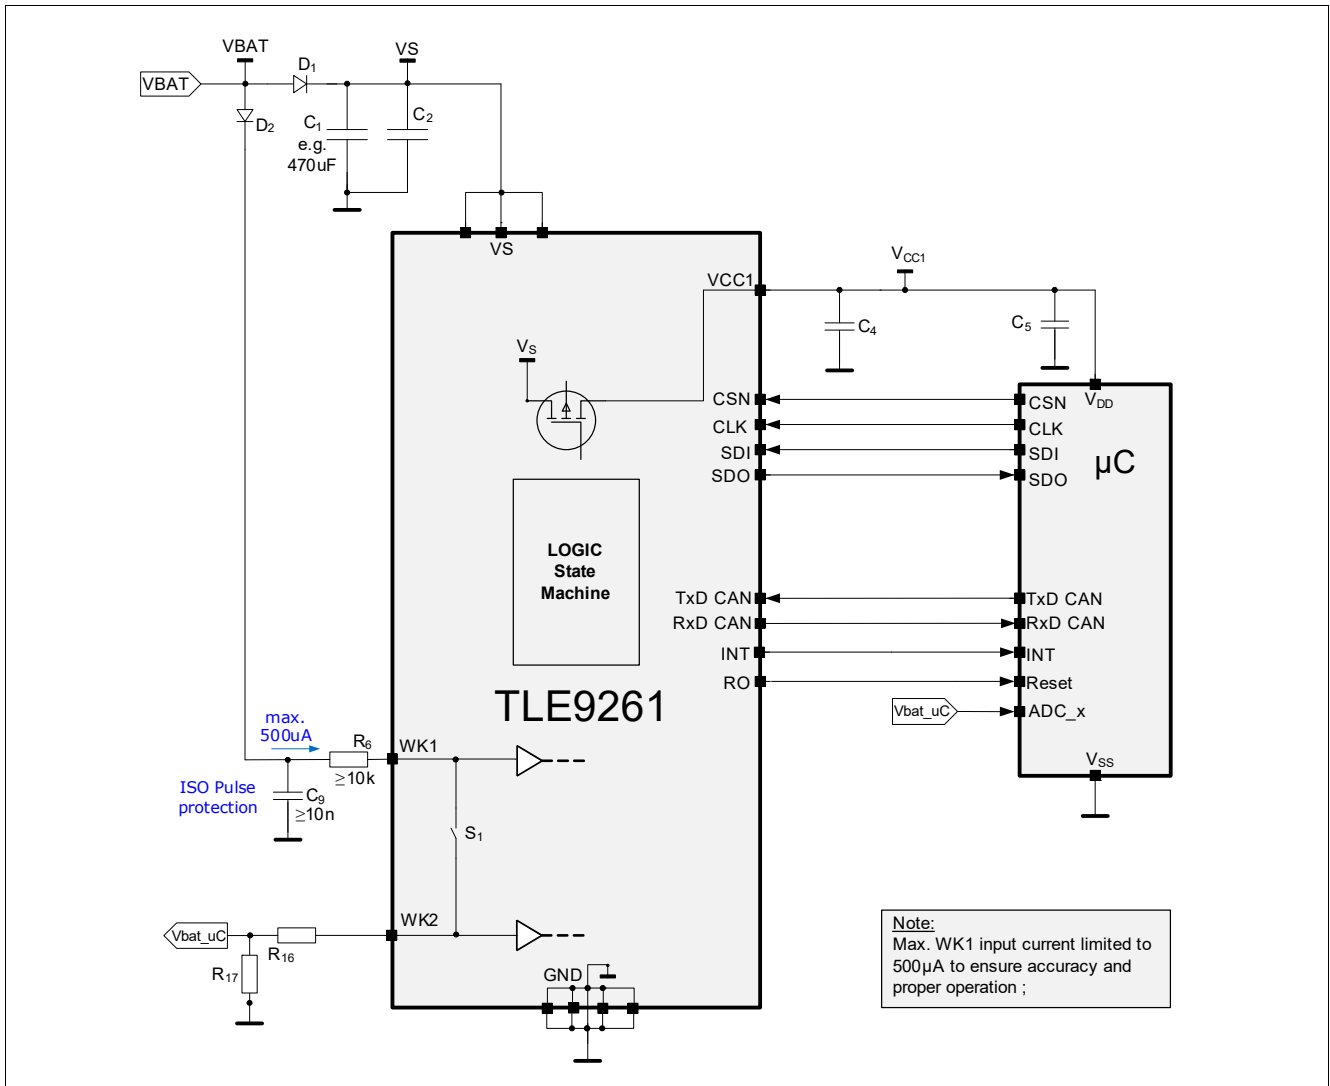 VBAT
VS
VBAT
D1
D2
C1
e.g.
470uF
C2
VS
VCC1
VCC1
C4
C5
VS
CSN
CLK
SDI
SDO
CSN
VDD
CLK
SDI
SDO
µC
LOGIC
State
Machine
TxD CAN
RxD CAN
INT
RO
TxD CAN
RxD CAN
INT
Reset
Vbat_uC
ADC_x
VSS
TLE9261
max.
500uA
R6
≥10k
WK1
ISO Pulse
protection
C9
≥10n
S1
WK2
Vbat_uC
R16
R17
GND
Note:
Max. WK1 input current limited to
500µA to ensure accuracy and
proper operation ;